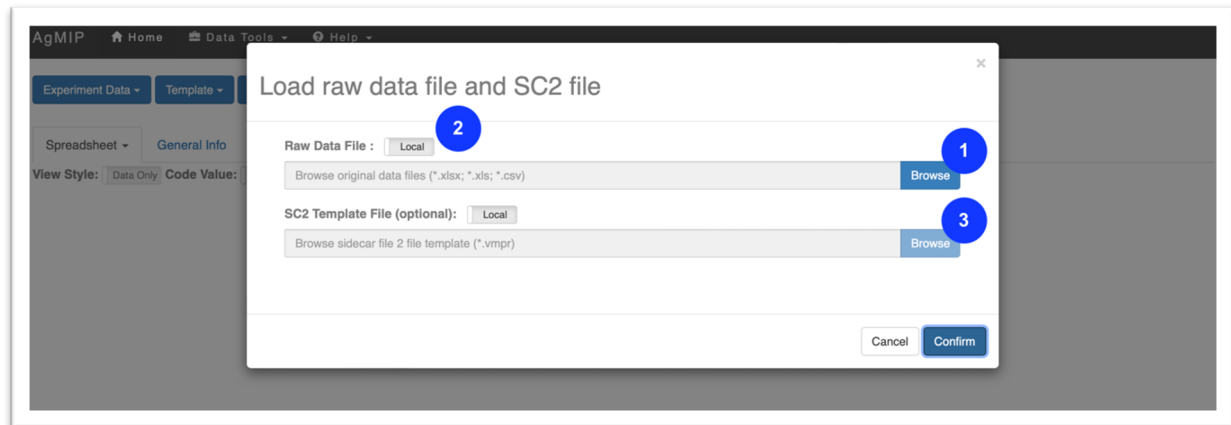 AgMIP Home Data Tools Help
Load raw data file and SC2 file ×
Experiment Data Template
2
Spreadsheet General Info Raw Data File : Local 1
View Style: Data Only Code Value: Browse original data files (*.xlsx; *.xls; *.csv) Browse
SC2 Template File (optional): Local 3
Browse sidecar file 2 file template (*.vmpr) Browse
Cancel Confirm